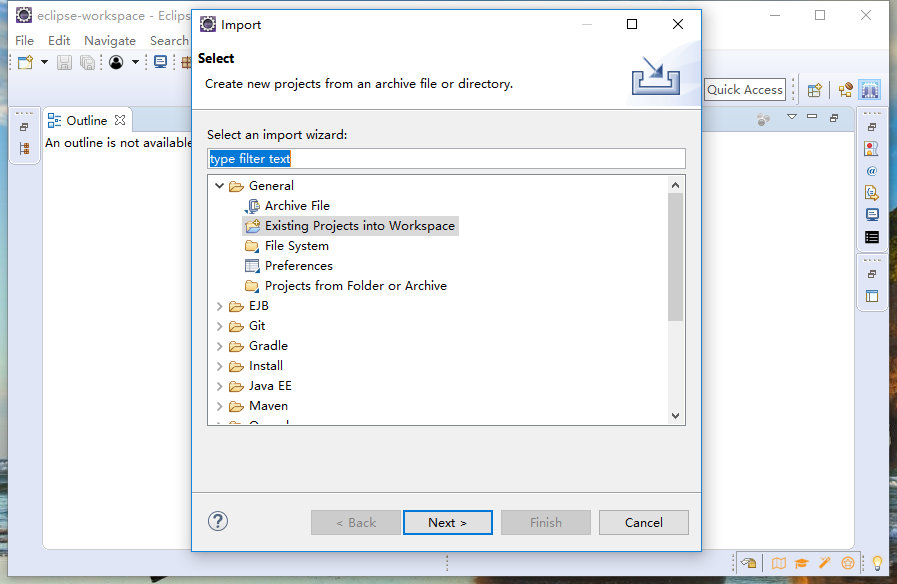 eclipse-workspace - Eclips
Import
File Edit Navigate Search
Select
Create new projects from an archive file or directory.
Quick Access
Outline
An outline is not available
Select an import wizard:
type filter text
General
Archive File
Existing Projects into Workspace
File System
Preferences
Projects from Folder or Archive
EJB
Git
Gradle
Install
Java EE
Maven
< Back Next > Finish Cancel